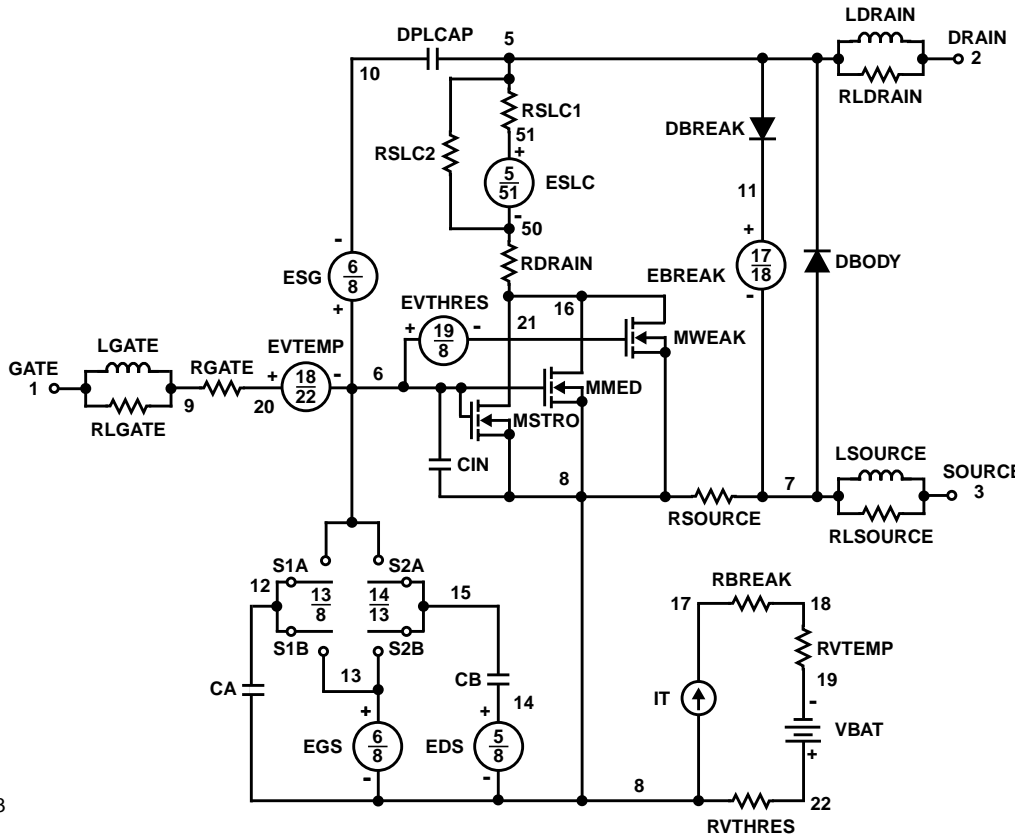 LDRAIN
DPLCAP 5 DRAIN
10 2
RLDRAIN
RSLC1
51
DBREAK
RSLC2
+
5
51
ESLC
11
-
50
-
+
17
18
RDRAIN
EBREAK
DBODY
6
8
ESG
-
+
EVTHRES
16
+ 19 - 21
8
MWEAK
LGATE
EVTEMP
GATE
1
RGATE
+ 18 - 6
22
MMED
9 20
RLGATE
MSTRO
CIN
8
LSOURCE
7 SOURCE
3
RSOURCE
RLSOURCE
S1A S2A
12
13
8
14
13
15
RBREAK
17 18
S1B S2B
13
RVTEMP
CA
CB
19
14
IT
-
VBAT
+
+ +
EGS 6
8
EDS 5
8
- -
8
22
RVTHRES
3